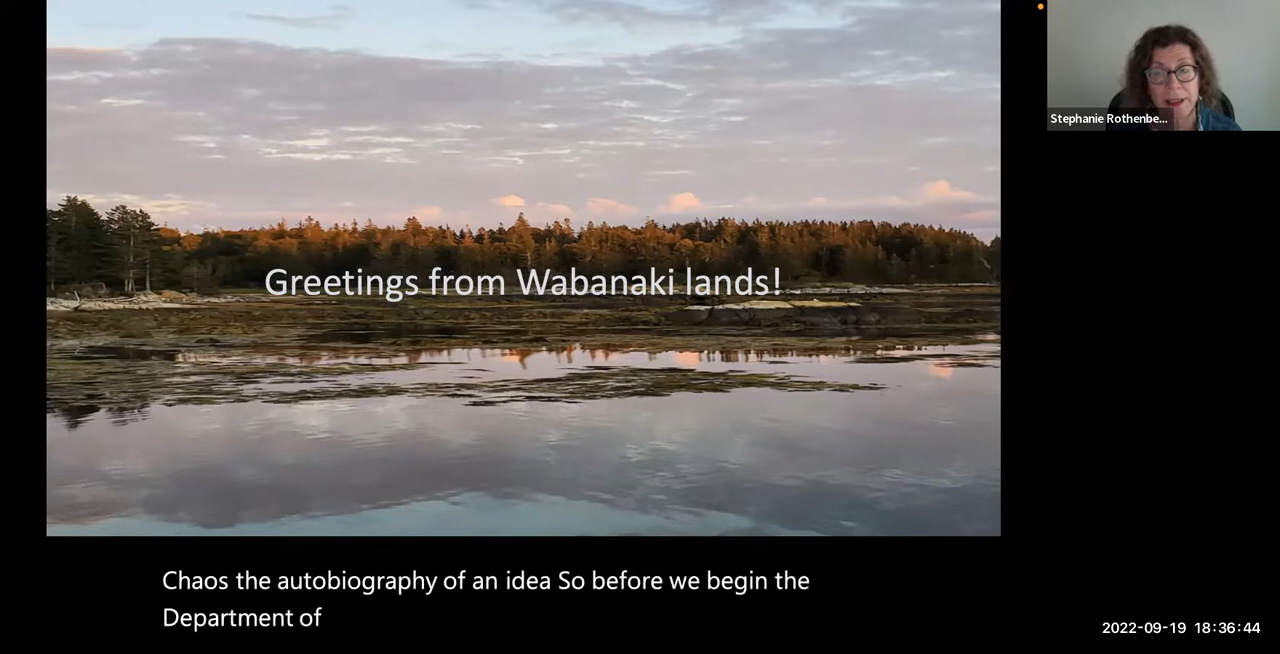 Stephanie Rothenbe...
Greetings from Wabanaki lands!
Chaos the autobiography of an idea So before we begin the
Department of
2022-09-19 18:36:44